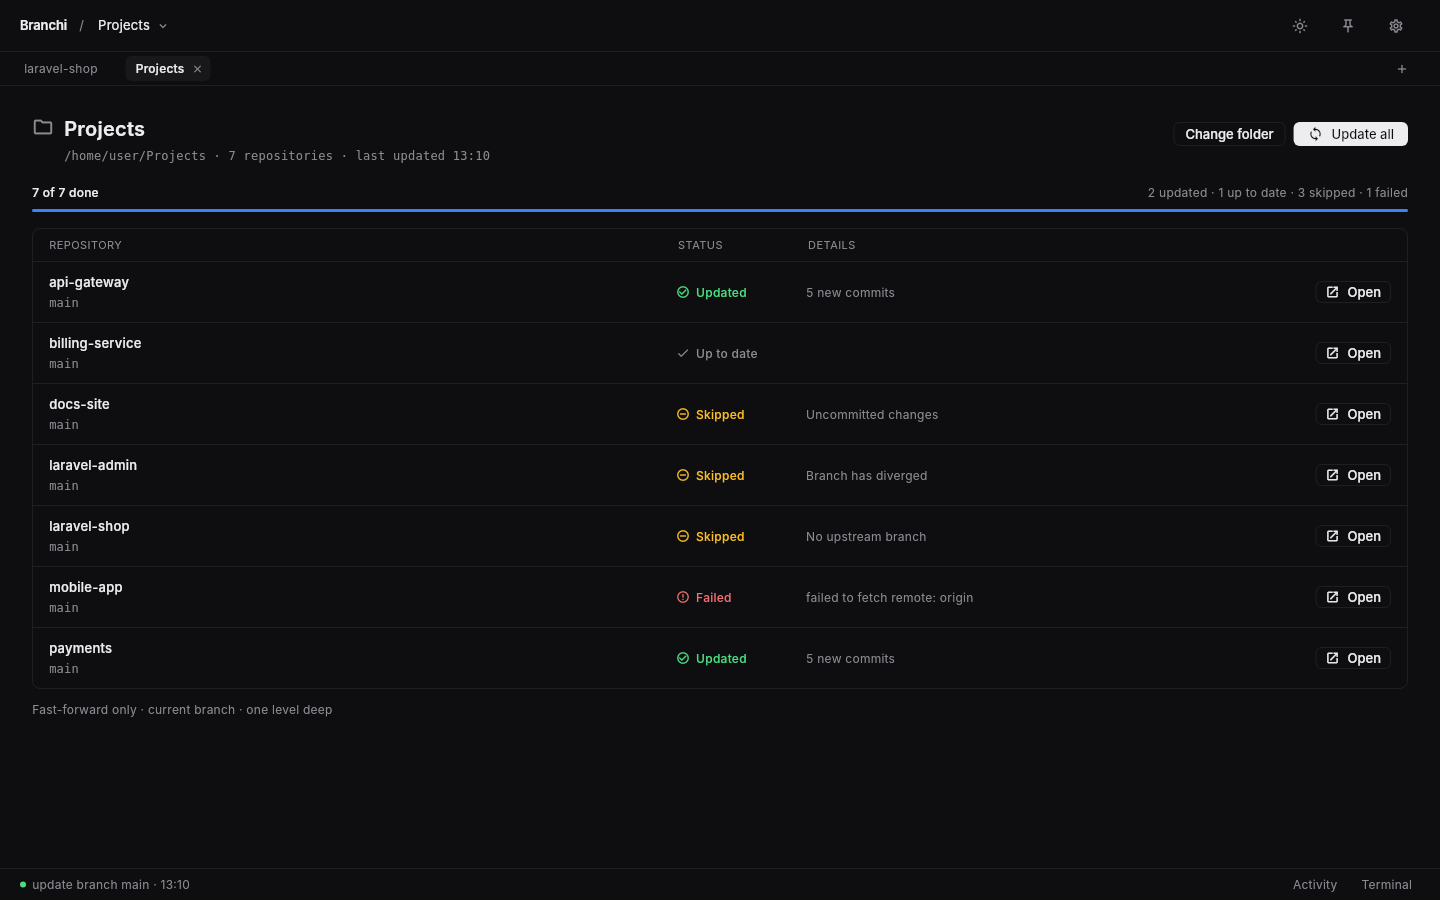 Branchi / Projects
laravel-shop Projects
Projects
Change folder Update all
/home/user/Projects · 7 repositories · last updated 13:10
7 of 7 done 2 updated · 1 up to date · 3 skipped · 1 failed
REPOSITORY STATUS DETAILS
api-gateway
main
Updated 5 new commits Open
billing-service
main
Up to date Open
docs-site
main
Skipped Uncommitted changes Open
laravel-admin
main
Skipped Branch has diverged Open
laravel-shop
main
Skipped No upstream branch Open
mobile-app
main
Failed failed to fetch remote: origin Open
payments
main
Updated 5 new commits Open
Fast-forward only · current branch · one level deep
update branch main · 13:10 Activity Terminal